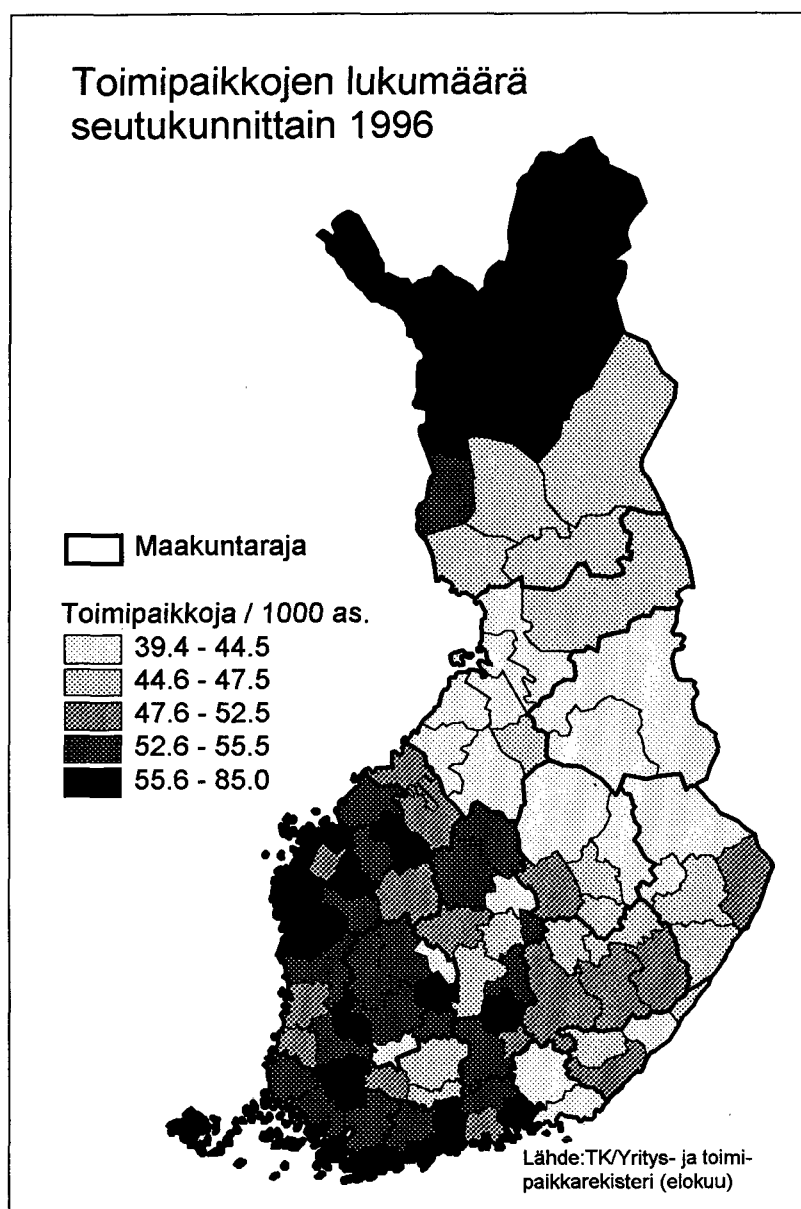 Toimipaikkojen lukumäärä
seutukunnittain 1996
Maakuntaraja
Toimipaikkoja / 1000 as.
39.4 - 44.5
44.6 - 47.5
47.6 - 52.5
52.6 - 55.5
55.6 - 85.0
Lähde:TK/Yritys- ja toimi-
paikkarekisteri (elokuu)